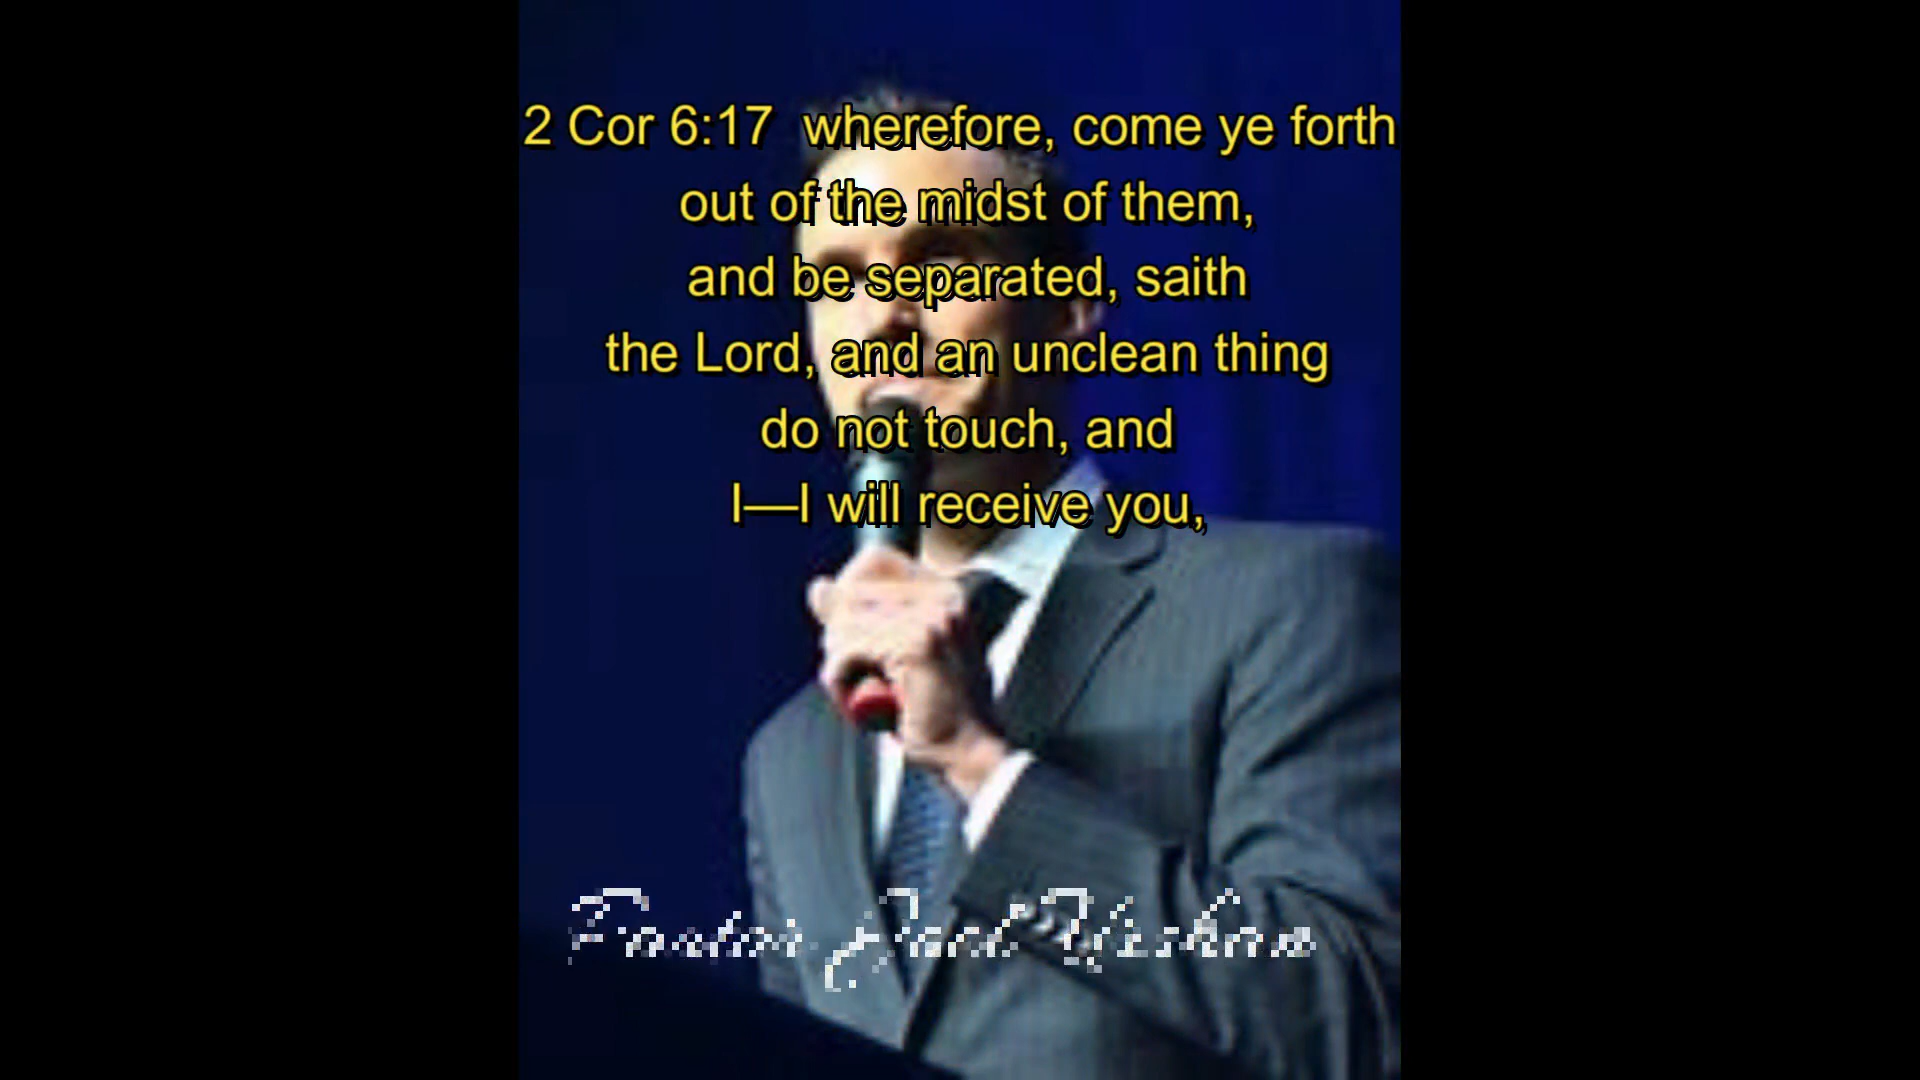 2 Cor 6:17 wherefore, come ye forth
out of the midst of them,
and be separated, saith
the Lord, and an unclean thing
do not touch, and
I—I will receive you,
Pastor